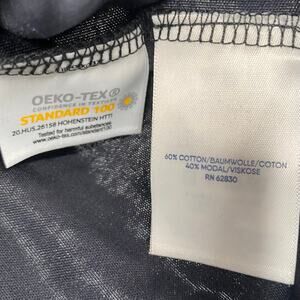 OEKO-TEX®
CONFIDENCE IN TEXTILES
STANDARD 100
20.HUS.26158 HOHENSTEIN HTTI
Tested for harmful substances
www.oeko-tex.com/standard100
60% COTTON/BAUMWOLLE/COTON
40% MODAL/VISKOSE
RN 62830